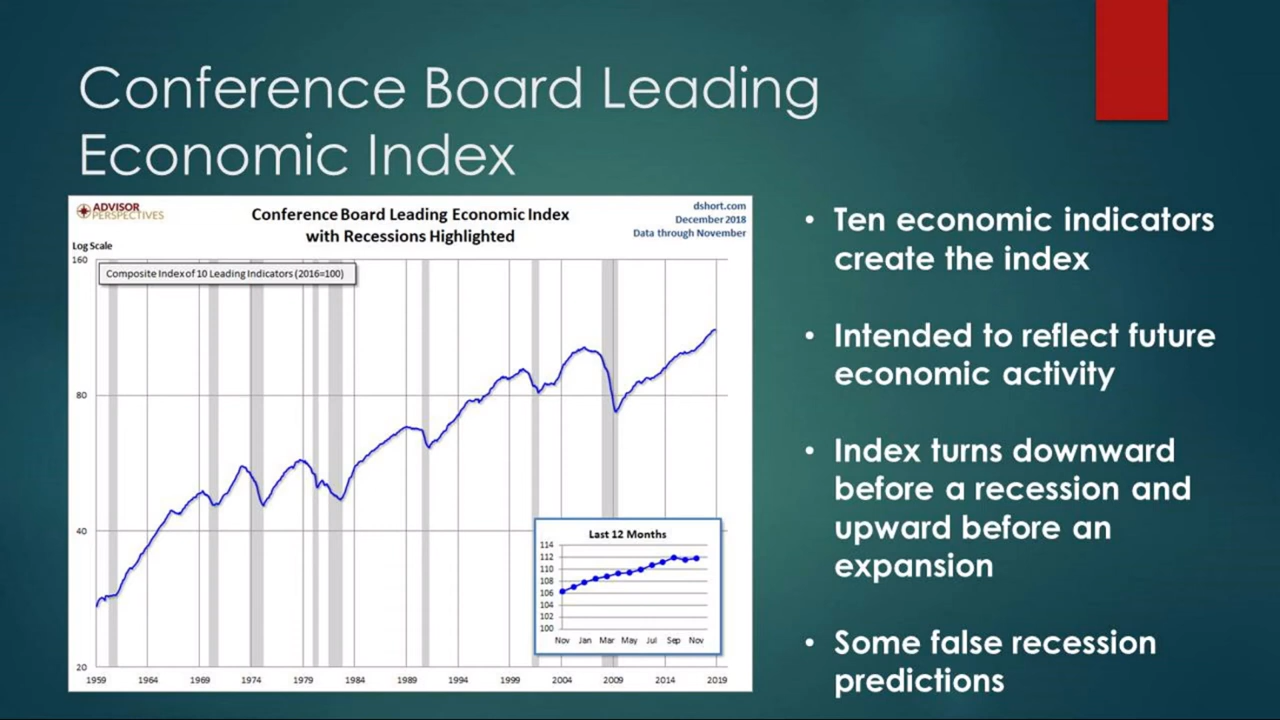 Conference Board Leading
Economic Index
ADVISOR
PERSPECTIVES
Conference Board Leading Economic Index
with Recessions Highlighted
dshort.com
December 2018
Data through November
Log Scale
160
Composite Index of 10 Leading Indicators (2016=100)
80
40
20
1959 1964 1969 1974 1979 1984 1989 1994 1999 2004 2009 2014 2019
Last 12 Months
114
112
110
108
106
104
102
100
Nov Jan Mar May Jul Sep Nov
• Ten economic indicators
create the index
• Intended to reflect future
economic activity
• Index turns downward
before a recession and
upward before an
expansion
• Some false recession
predictions